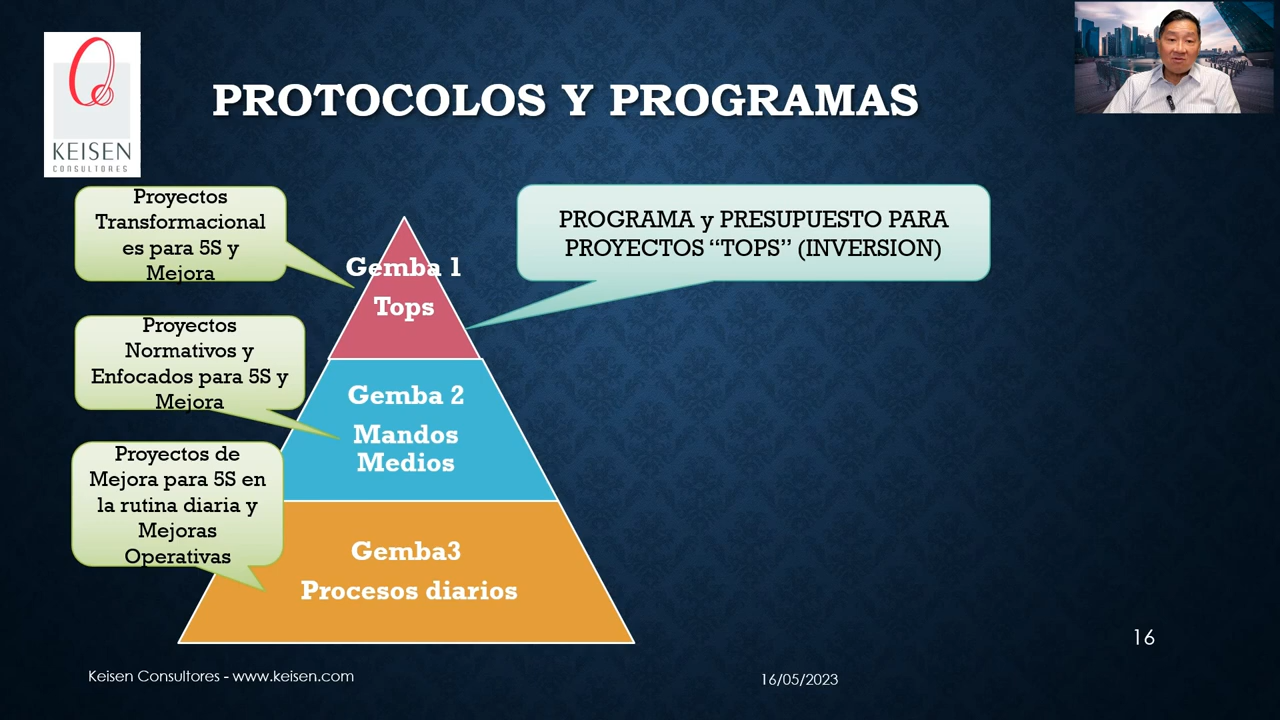 KEISEN
CONSULTORES
PROTOCOLOS Y PROGRAMAS
Proyectos
Transformacional
es para 5S y
Mejora
PROGRAMA y PRESUPUESTO PARA
PROYECTOS “TOPS” (INVERSION)
Gemba 1
Tops
Proyectos
Normativos y
Enfocados para 5S y
Mejora
Gemba 2
Mandos
Medios
Proyectos de
Mejora para 5S en
la rutina diaria y
Mejoras
Operativas
Gemba3
Procesos diarios
16
Keisen Consultores - www.keisen.com
16/05/2023